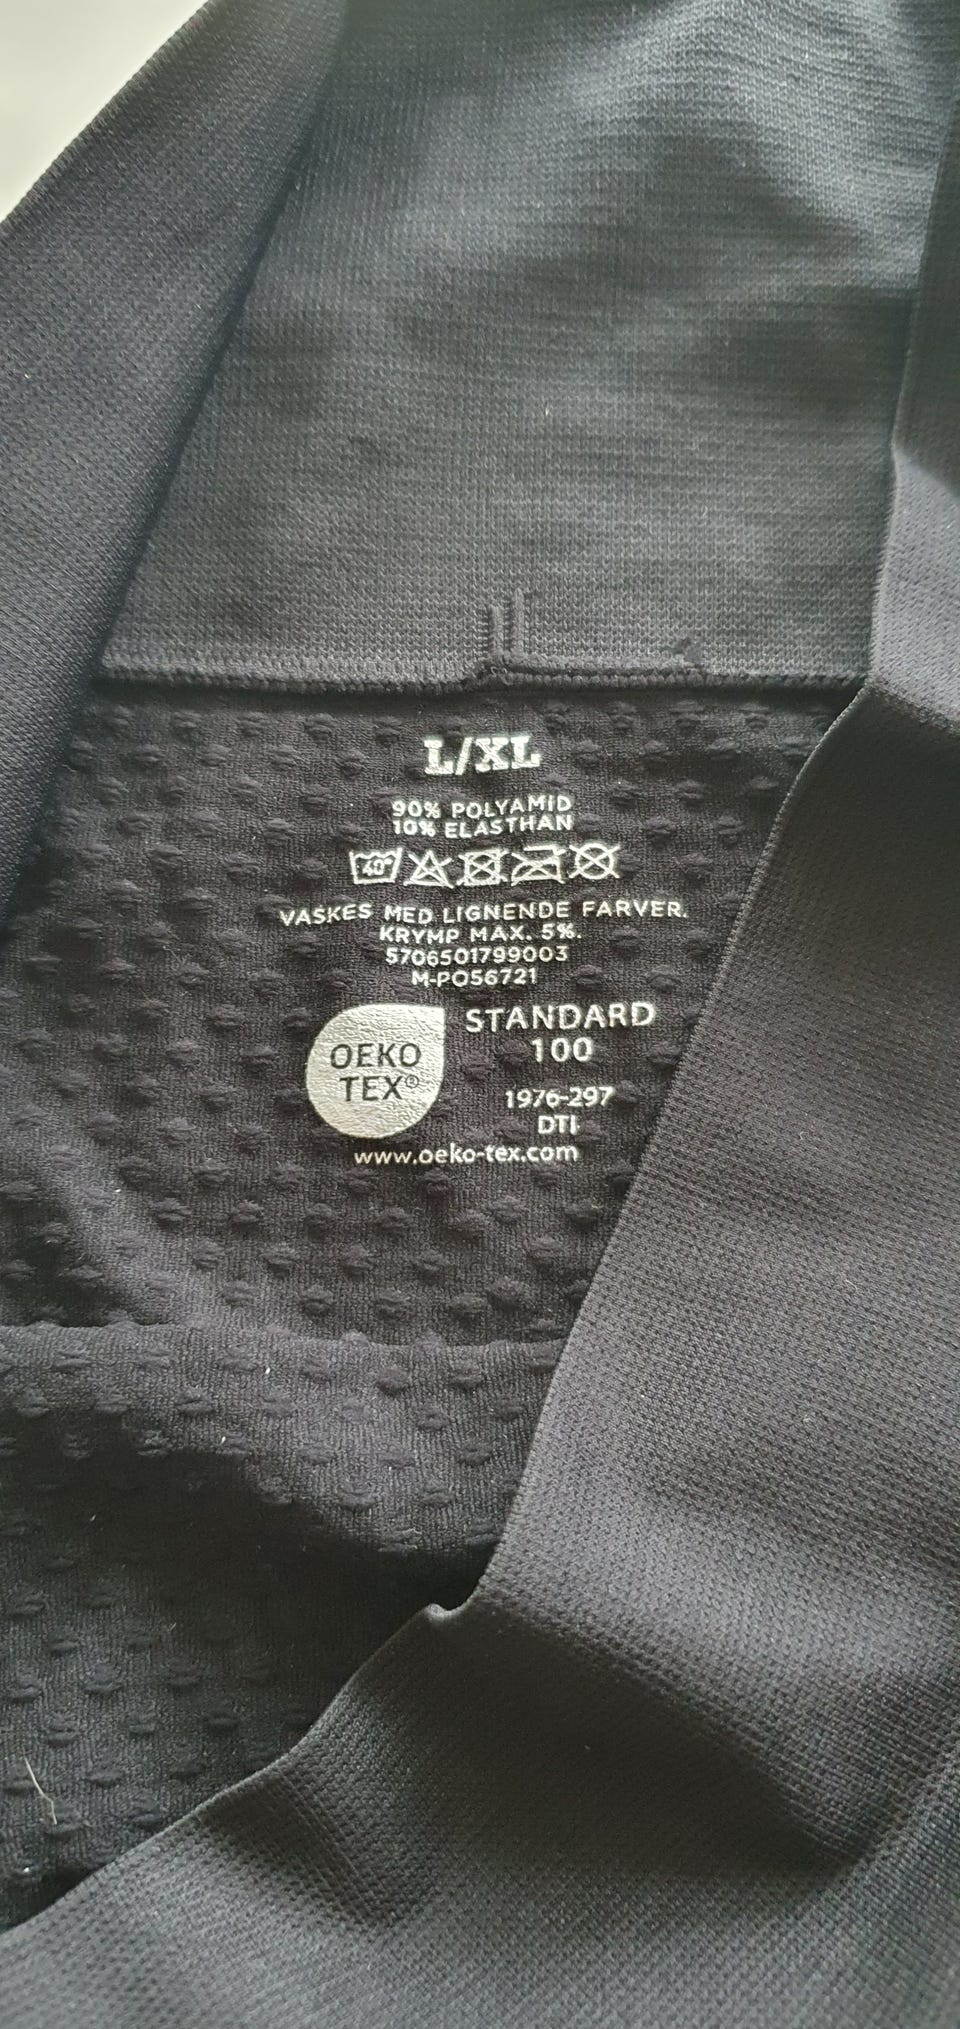 L/XL
90% POLYAMID
10% ELASTHAN
40°
VASKES MED LIGNENDE FARVER.
KRYMP MAX. 5%.
5706501799003
M-PO56721
OEKO
TEX®
STANDARD
100
1976-297
DTI
www.oeko-tex.com